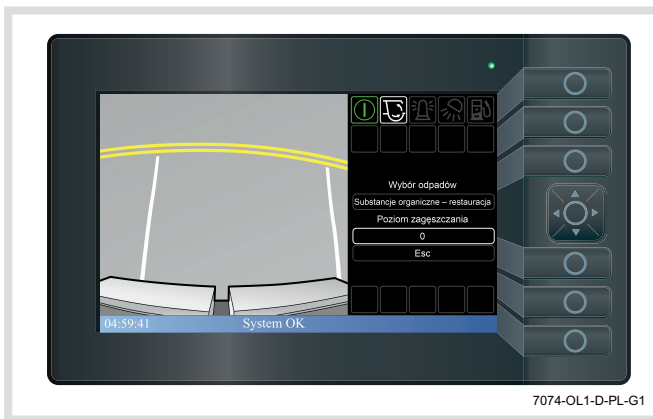 Wybór odpadów
Substancje organiczne – restauracja
Poziom zagęszczania
0
Esc
04:59:41 System OK
7074-OL1-D-PL-G1